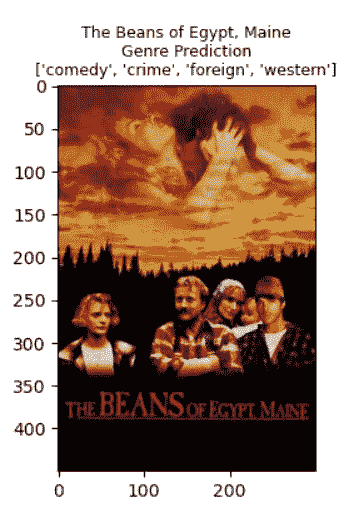 The Beans of Egypt, Maine
Genre Prediction
['comedy', 'crime', 'foreign', 'western']
0
50
100
150
200
250
300
350
400
THE BEANS OF EGYPT, MAINE
0 100 200